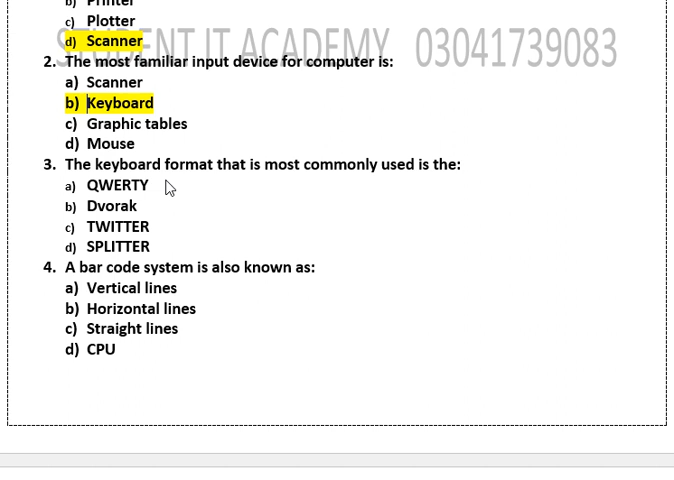 b) Printer
c) Plotter
d) Scanner
STUDENT IT ACADEMY 03041739083
2. The most familiar input device for computer is:
a) Scanner
b) Keyboard
c) Graphic tables
d) Mouse
3. The keyboard format that is most commonly used is the:
a) QWERTY
b) Dvorak
c) TWITTER
d) SPLITTER
4. A bar code system is also known as:
a) Vertical lines
b) Horizontal lines
c) Straight lines
d) CPU